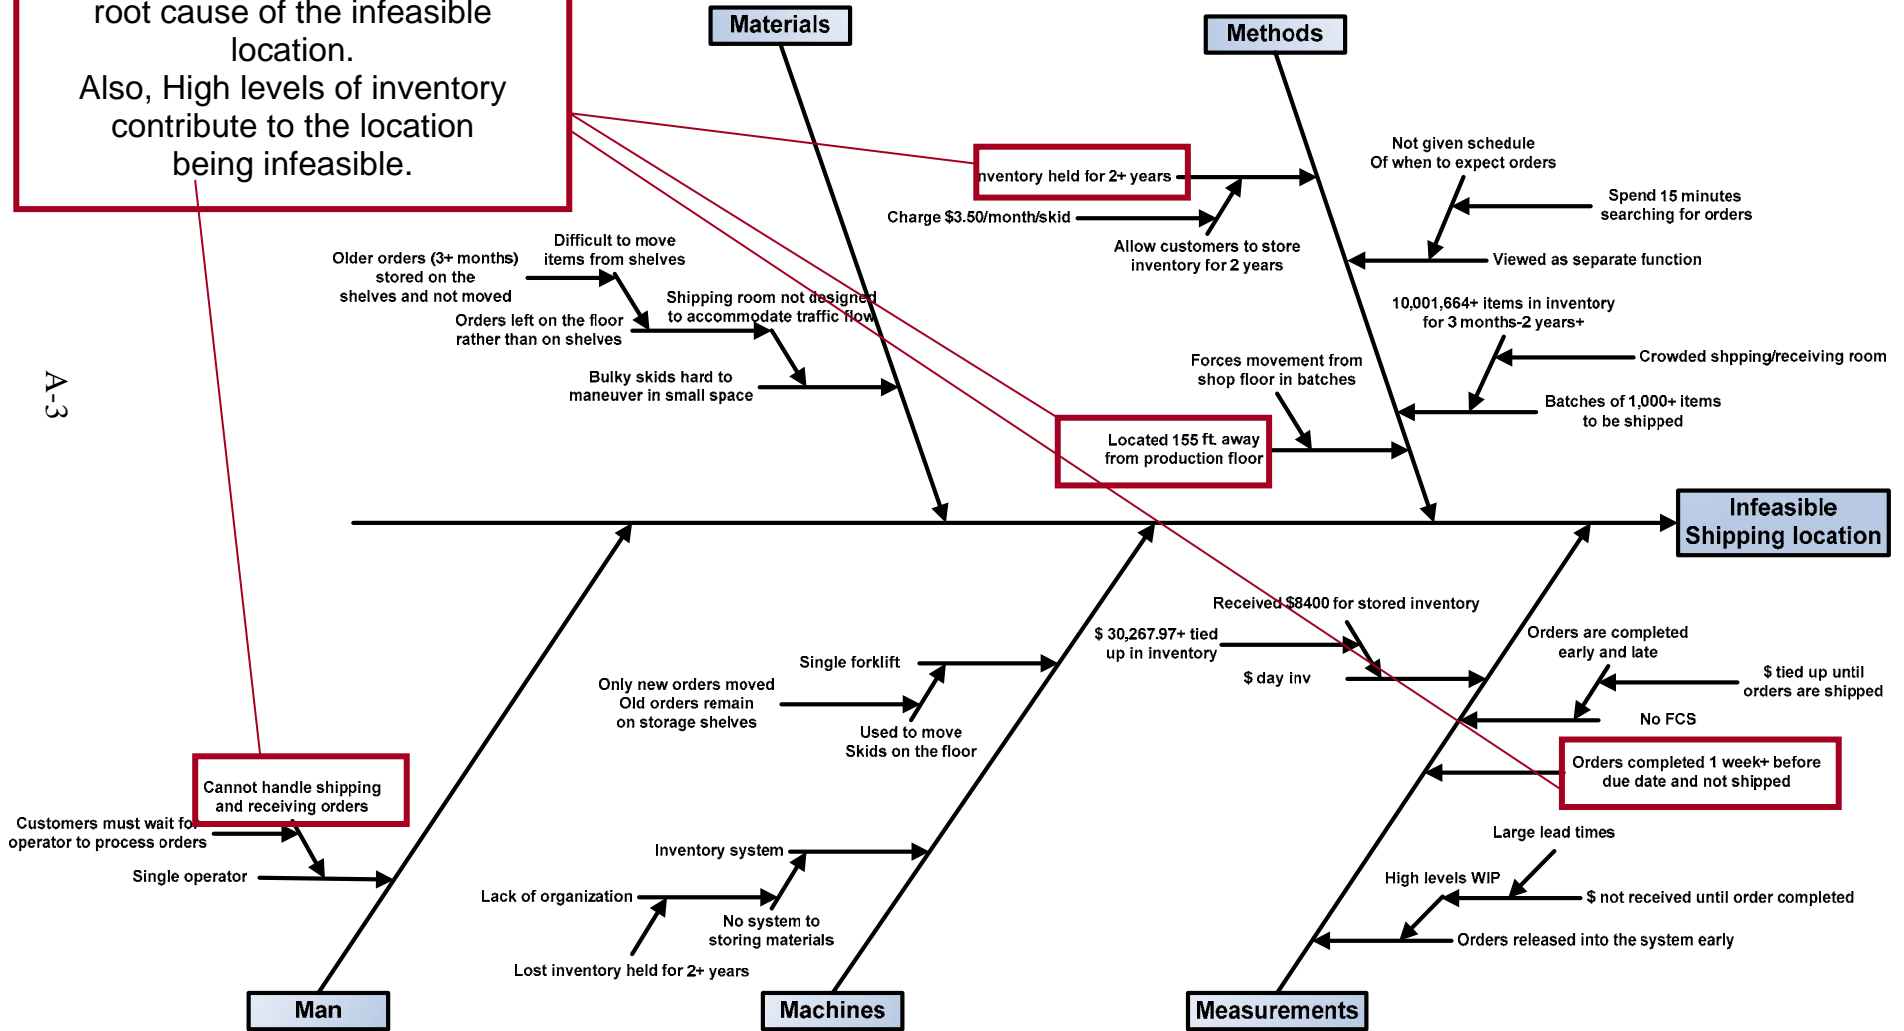 root cause of the infeasible
location.
Also, High levels of inventory
contribute to the location
being infeasible.
Materials
Methods
Inventory held for 2+ years
Charge $3.50/month/skid
Allow customers to store
inventory for 2 years
Not given schedule
Of when to expect orders
Spend 15 minutes
searching for orders
Viewed as separate function
10,001,664+ items in inventory
for 3 months-2 years+
Crowded shpping/receiving room
Batches of 1,000+ items
to be shipped
Forces movement from
shop floor in batches
Located 155 ft. away
from production floor
Difficult to move
items from shelves
Older orders (3+ months)
stored on the
shelves and not moved
Shipping room not designed
to accommodate traffic flow
Orders left on the floor
rather than on shelves
Bulky skids hard to
maneuver in small space
A-3
Infeasible
Shipping location
Received $8400 for stored inventory
$ 30,267.97+ tied
up in inventory
$ day inv
Orders are completed
early and late
$ tied up until
orders are shipped
No FCS
Orders completed 1 week+ before
due date and not shipped
Large lead times
High levels WIP
$ not received until order completed
Orders released into the system early
Single forklift
Only new orders moved
Old orders remain
on storage shelves
Used to move
Skids on the floor
Inventory system
Lack of organization
No system to
storing materials
Lost inventory held for 2+ years
Cannot handle shipping
and receiving orders
Customers must wait for
operator to process orders
Single operator
Man
Machines
Measurements